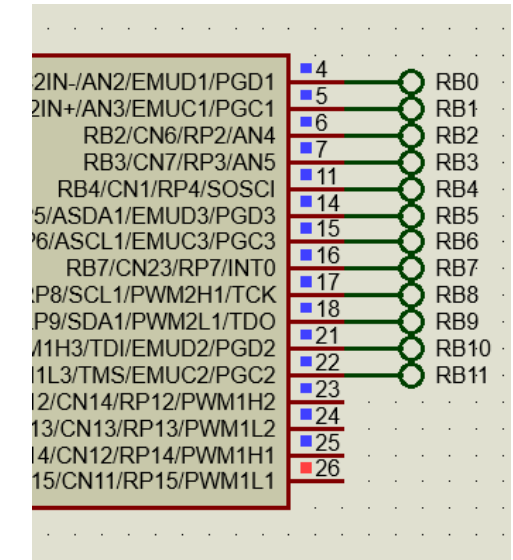 2IN-/AN2/EMUD1/PGD1 4 RB0
2IN+/AN3/EMUC1/PGC1 5 RB1
RB2/CN6/RP2/AN4 6 RB2
RB3/CN7/RP3/AN5 7 RB3
RB4/CN1/RP4/SOSCI 11 RB4
P5/ASDA1/EMUD3/PGD3 14 RB5
P6/ASCL1/EMUC3/PGC3 15 RB6
RB7/CN23/RP7/INT0 16 RB7
RP8/SCL1/PWM2H1/TCK 17 RB8
RP9/SDA1/PWM2L1/TDO 18 RB9
M1H3/TDI/EMUD2/PGD2 21 RB10
11L3/TMS/EMUC2/PGC2 22 RB11
12/CN14/RP12/PWM1H2 23
13/CN13/RP13/PWM1L2 24
14/CN12/RP14/PWM1H1 25
15/CN11/RP15/PWM1L1 26